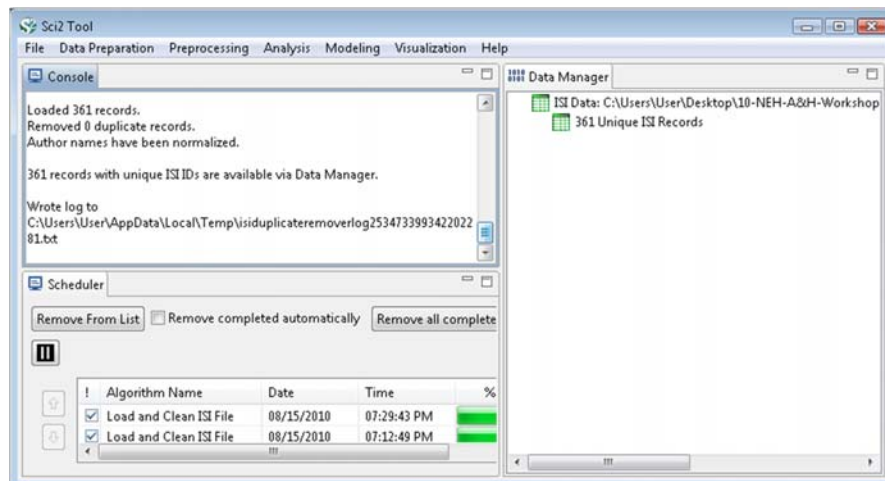 Sci2 Tool
File Data Preparation Preprocessing Analysis Modeling Visualization Help
Console
Loaded 361 records.
Removed 0 duplicate records.
Author names have been normalized.
361 records with unique ISI IDs are available via Data Manager.
Wrote log to
C:\Users\User\AppData\Local\Temp\isiduplicateremoverlog2534733993422022
81.txt
Data Manager
ISI Data: C:\Users\User\Desktop\10-NEH-A&H-Workshop
361 Unique ISI Records
Scheduler
Remove From List Remove completed automatically Remove all complete
! Algorithm Name Date Time %
Load and Clean ISI File 08/15/2010 07:29:43 PM
Load and Clean ISI File 08/15/2010 07:12:49 PM